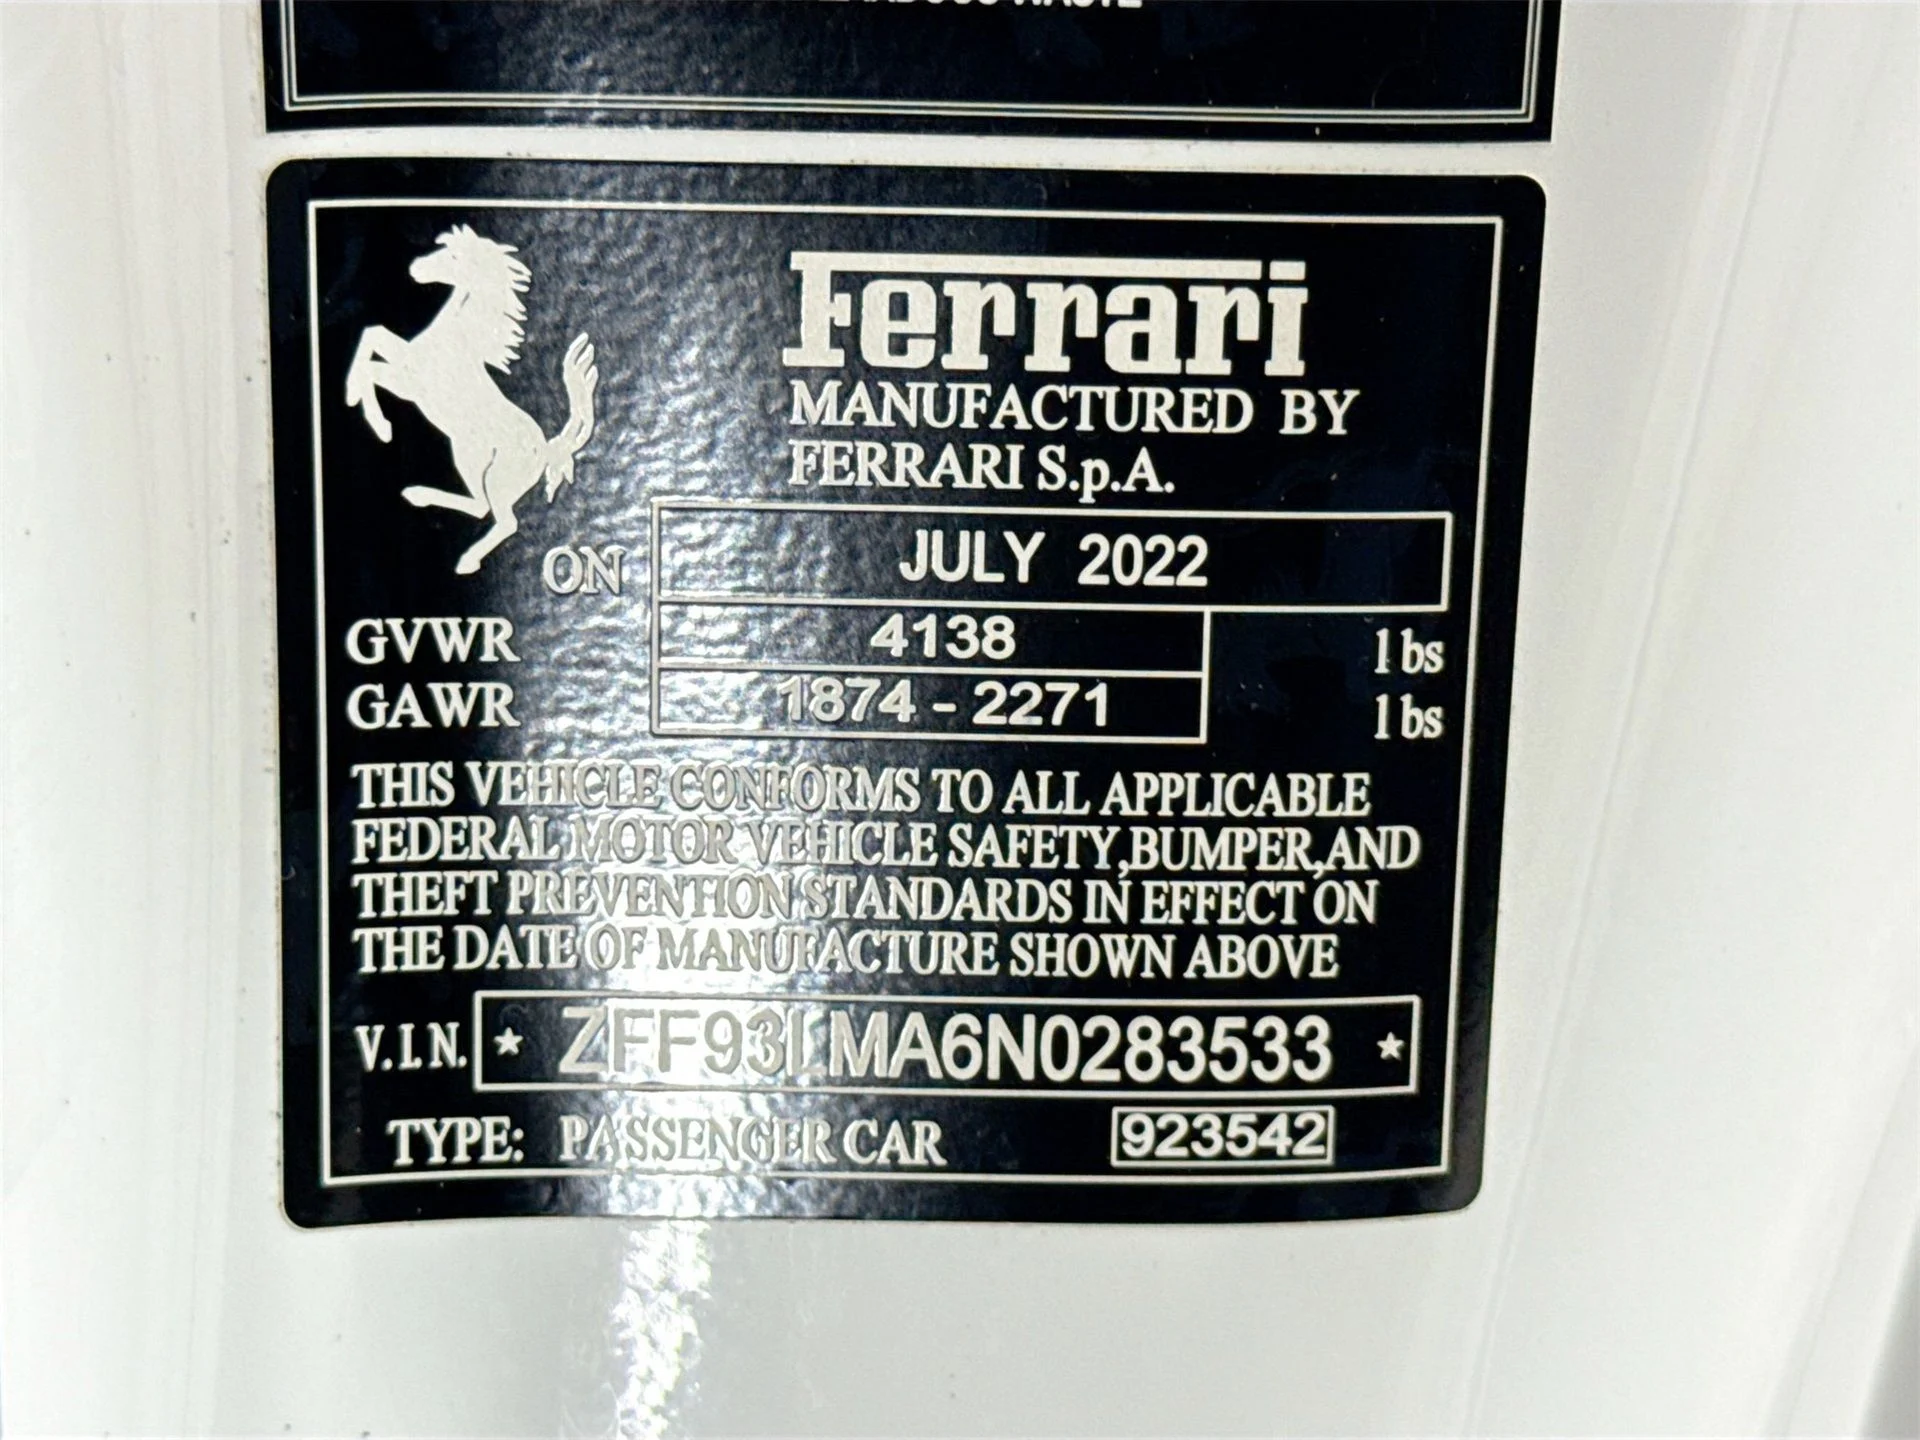 WASTE
Ferrari
MANUFACTURED BY
FERRARI S.p.A.
ON JULY 2022
GVWR 4138 lbs
GAWR 1874 - 2271 lbs
THIS VEHICLE CONFORMS TO ALL APPLICABLE
FEDERAL MOTOR VEHICLE SAFETY,BUMPER,AND
THEFT PREVENTION STANDARDS IN EFFECT ON
THE DATE OF MANUFACTURE SHOWN ABOVE
V.I.N. * ZFF93LMA6N0283533 *
TYPE: PASSENGER CAR 923542